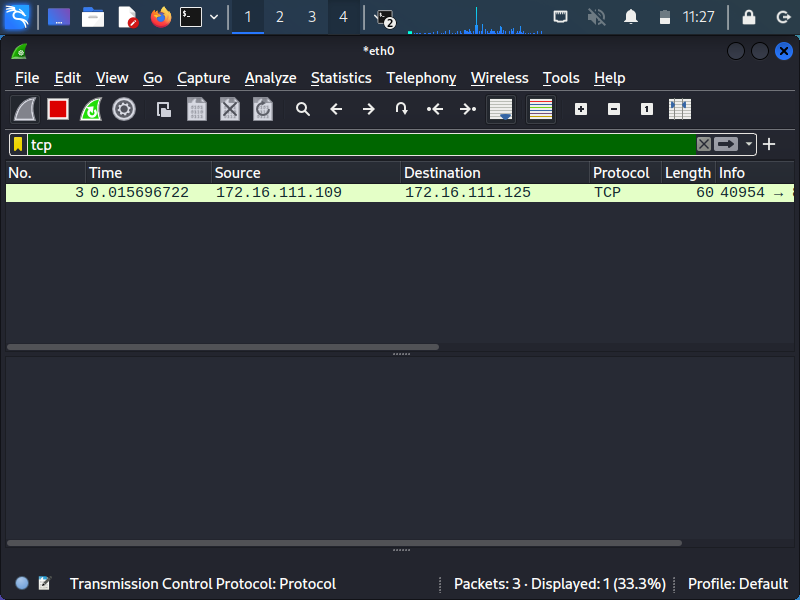 1 2 3 4 2 11:27
*eth0
File Edit View Go Capture Analyze Statistics Telephony Wireless Tools Help
tcp
No. Time Source Destination Protocol Length Info
3 0.015696722 172.16.111.109 172.16.111.125 TCP 60 40954 →
Transmission Control Protocol: Protocol Packets: 3 · Displayed: 1 (33.3%) Profile: Default